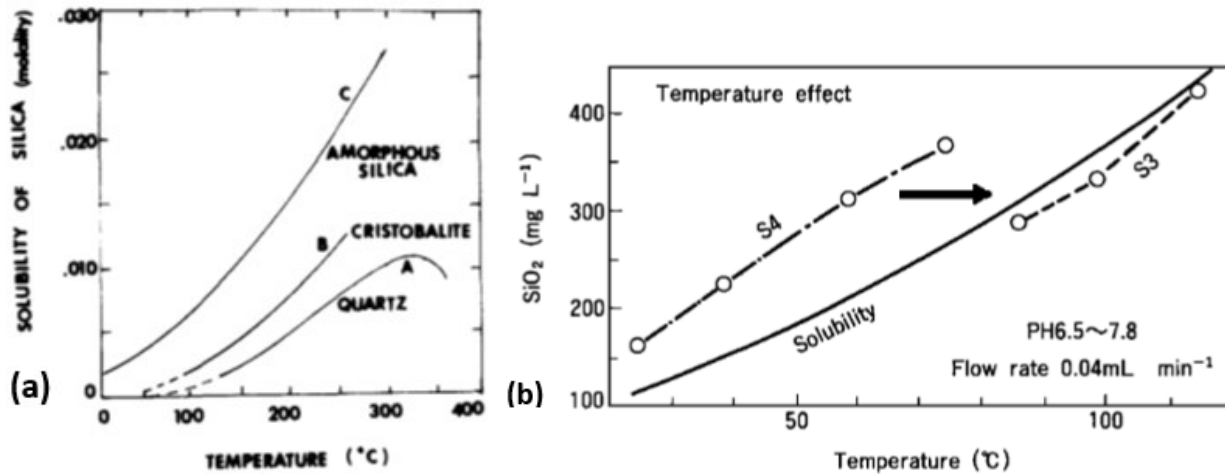 SOLUBILITY OF SILICA (molality)
.030
.020
.010
0
C
AMORPHOUS
SILICA
B
CRISTOBALITE
A
QUARTZ
0 100 200 300 400
TEMPERATURE (°C)
(a)
SiO₂ (mg L⁻¹)
400
300
200
100
Temperature effect
S4
S3
Solubility
PH6.5～7.8
Flow rate 0.04mL min⁻¹
50 100
Temperature (℃)
(b)